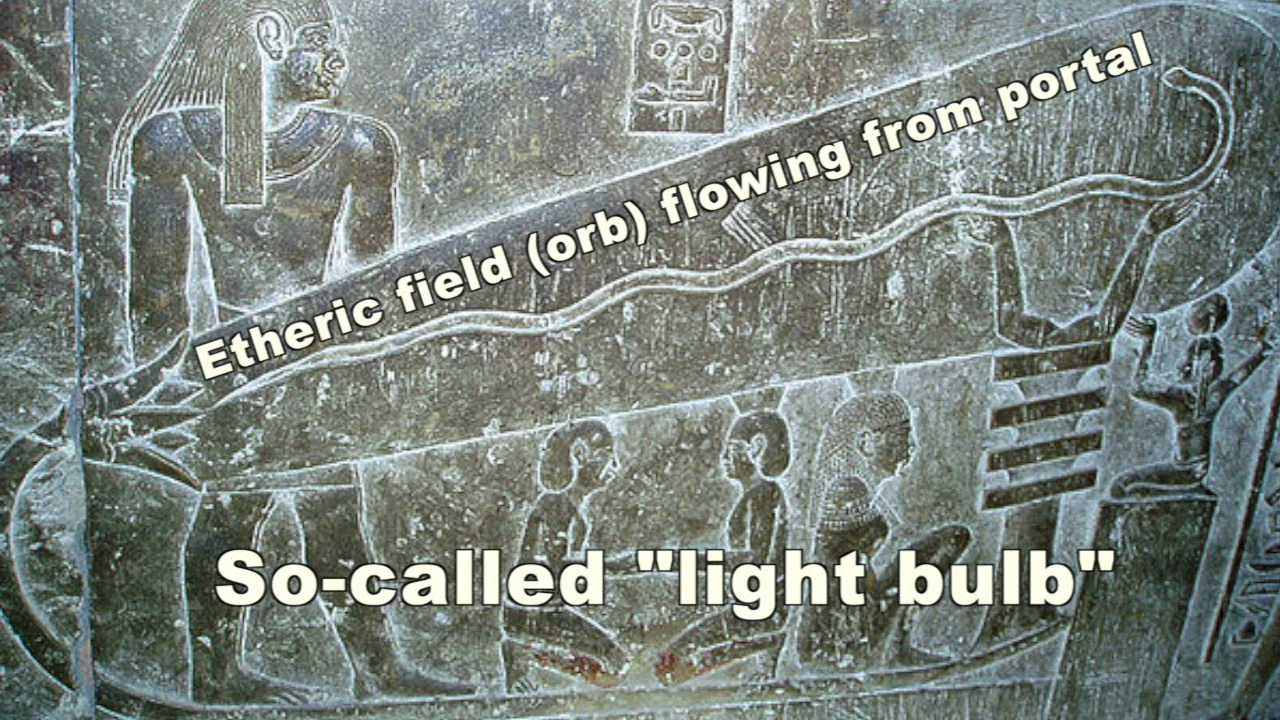 Etheric field (orb) flowing from portal
So-called "light bulb"